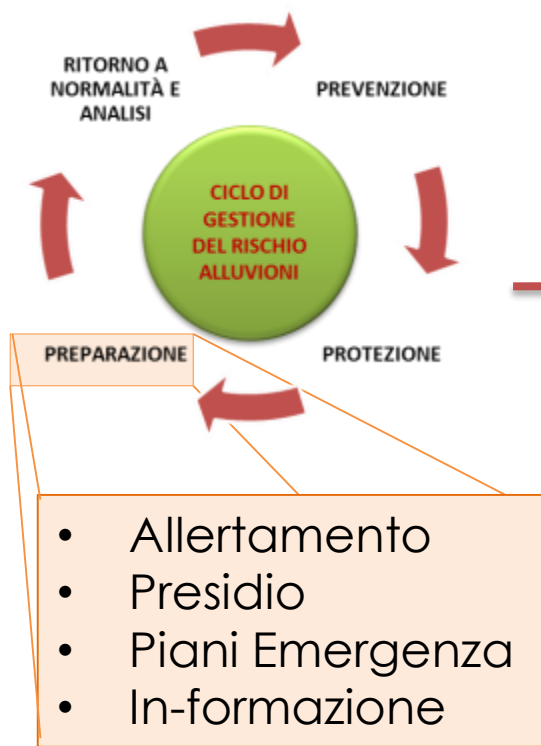 RITORNO A
NORMALITÀ E
ANALISI
PREVENZIONE
CICLO DI
GESTIONE
DEL RISCHIO
ALLUVIONI
PREPARAZIONE
PROTEZIONE
• Allertamento
• Presidio
• Piani Emergenza
• In-formazione